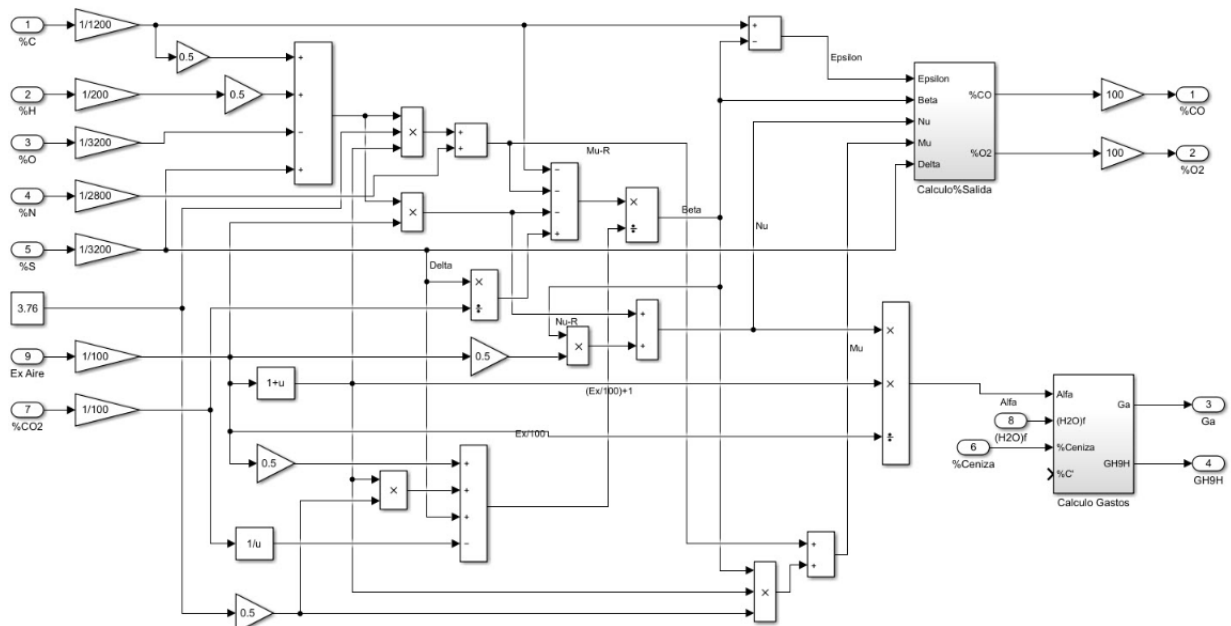 1
%C
1/1200
0.5
2
%H
1/200
0.5
3
%O
1/3200
4
%N
1/2800
5
%S
1/3200
3.76
9
Ex Aire
1/100
7
%CO2
1/100
+
+
-
+
×
×
+
+
Mu-R
-
-
-
+
×
÷
Beta
Delta
×
÷
Nu-R
×
+
+
0.5
1+u
(Ex/100)+1
Ex/100
0.5
×
1/u
+
+
+
-
0.5
+
-
Epsilon
Nu
Mu
×
×
÷
+
+
×
Epsilon
Beta
Nu
Mu
Delta
%CO
%O2
Calculo%Salida
100
1
%CO
100
2
%O2
Alfa
8
(H2O)f
6
%Ceniza
Alfa
(H2O)f
%Ceniza
%C'
Ga
GH9H
Calculo Gastos
3
Ga
4
GH9H